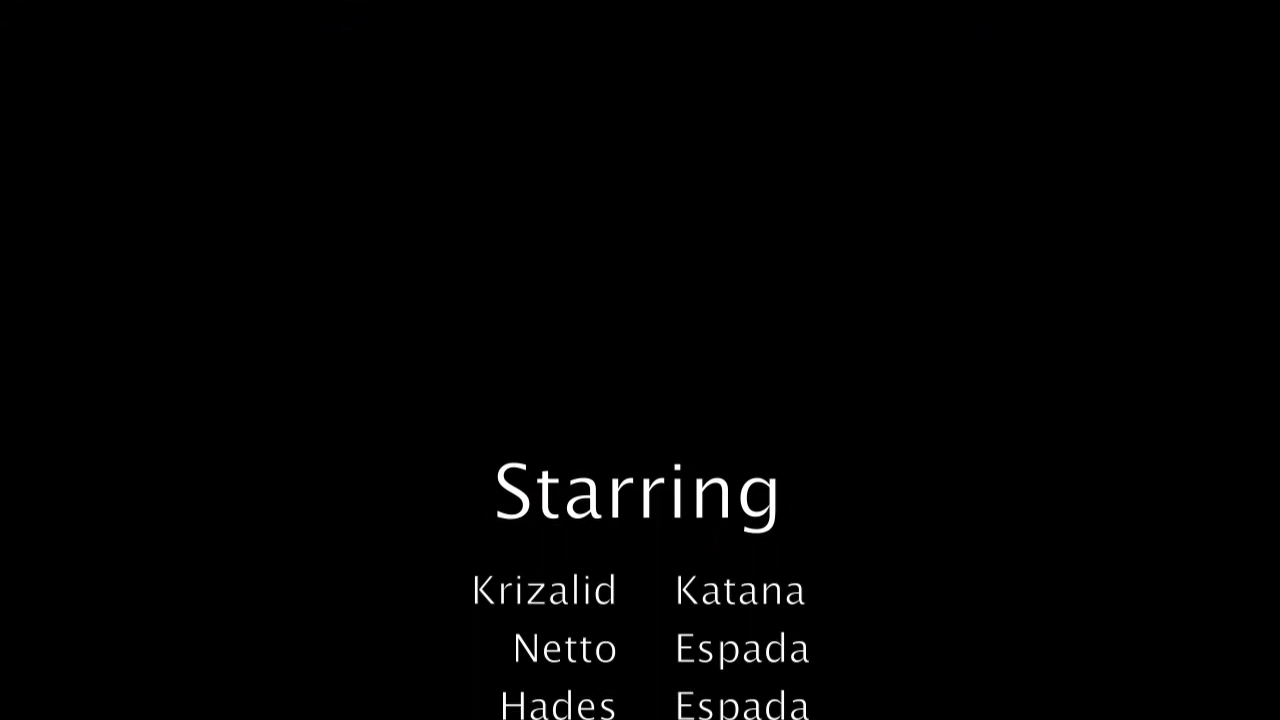 Starring
Krizalid Katana
Netto Espada
Hades Espada